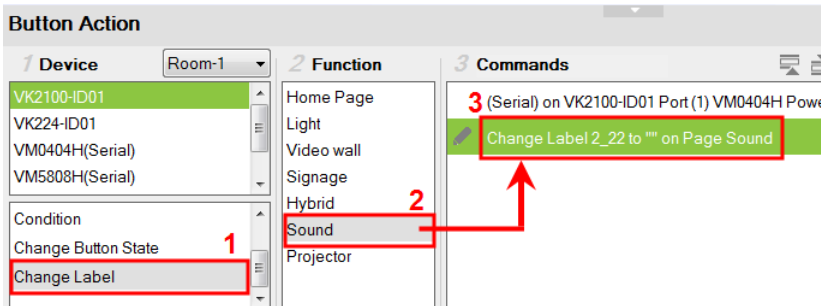 Button Action
1 Device
Room-1
2 Function
3 Commands
VK2100-ID01
VK224-ID01
VM0404H(Serial)
VM5808H(Serial)
Condition
Change Button State
1
Change Label
Home Page
Light
Video wall
Signage
Hybrid
2
Sound
Projector
3
(Serial) on VK2100-ID01 Port (1) VM0404H Powe
Change Label 2_22 to "" on Page Sound